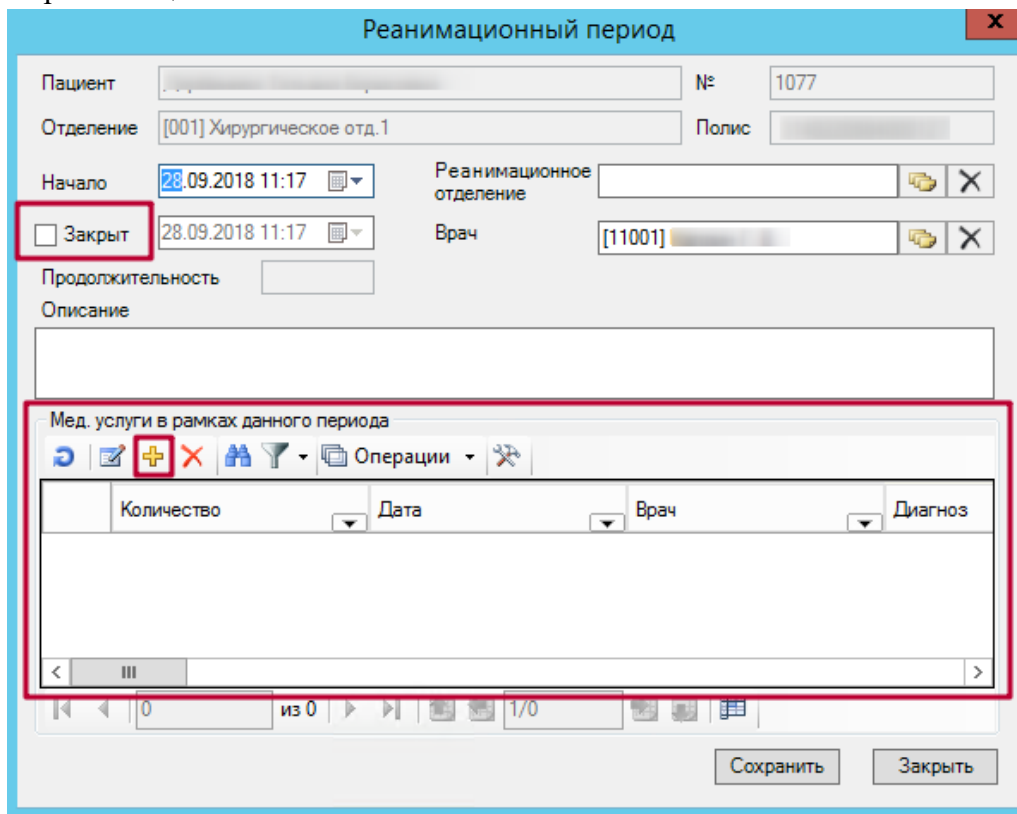 Реанимационный период x
Пациент № 1077
Отделение [001] Хирургическое отд.1 Полис
Начало 28.09.2018 11:17 Реанимационное отделение
Закрыт 28.09.2018 11:17 Врач [11001]
Продолжительность
Описание
Мед. услуги в рамках данного периода
Операции
Количество Дата Врач Диагноз
0 из 0 1/0
Сохранить Закрыть